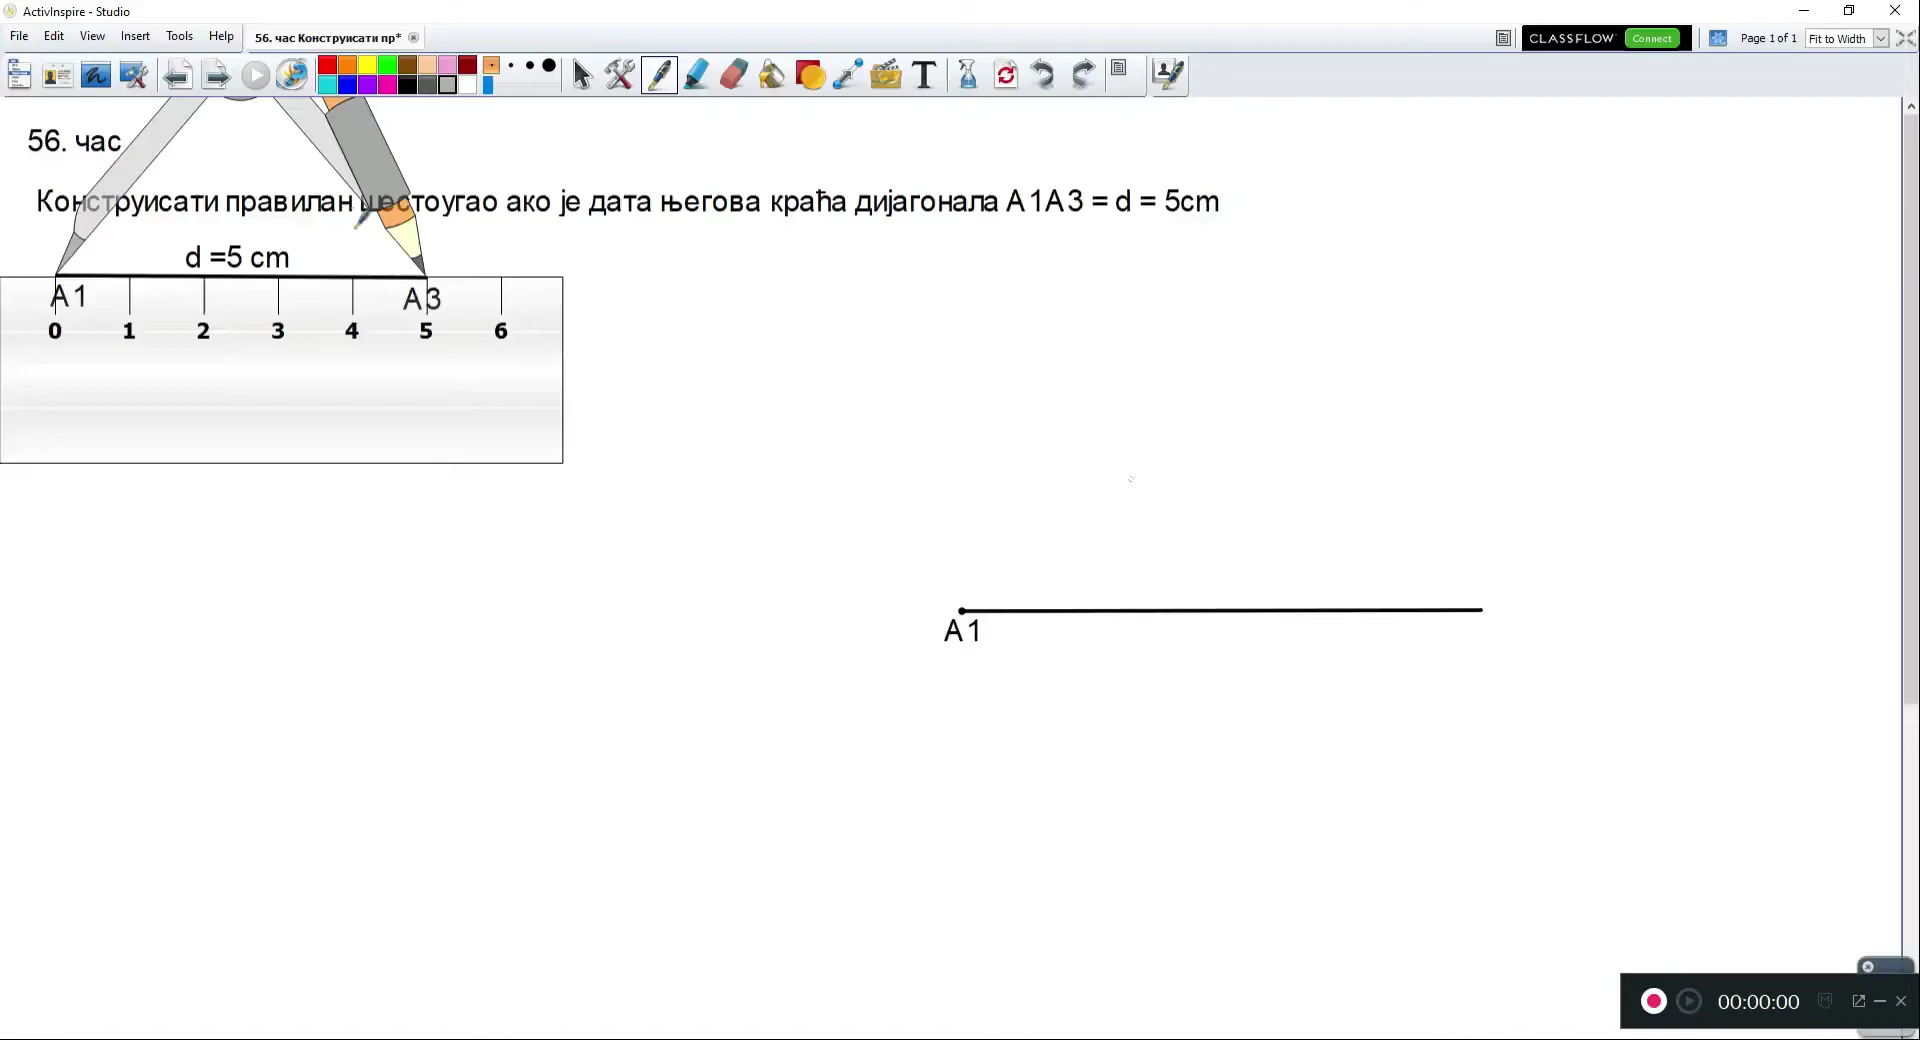 ActivInspire - Studio
File Edit View Insert Tools Help
56. час Конструисати пр*
CLASSFLOW Connect
Page 1 of 1
Fit to Width
56. час
Конструисати правилан шестоугао ако је дата његова краћа дијагонала A1A3 = d = 5cm
d =5 cm
A1 A3
0 1 2 3 4 5 6
A1
00:00:00